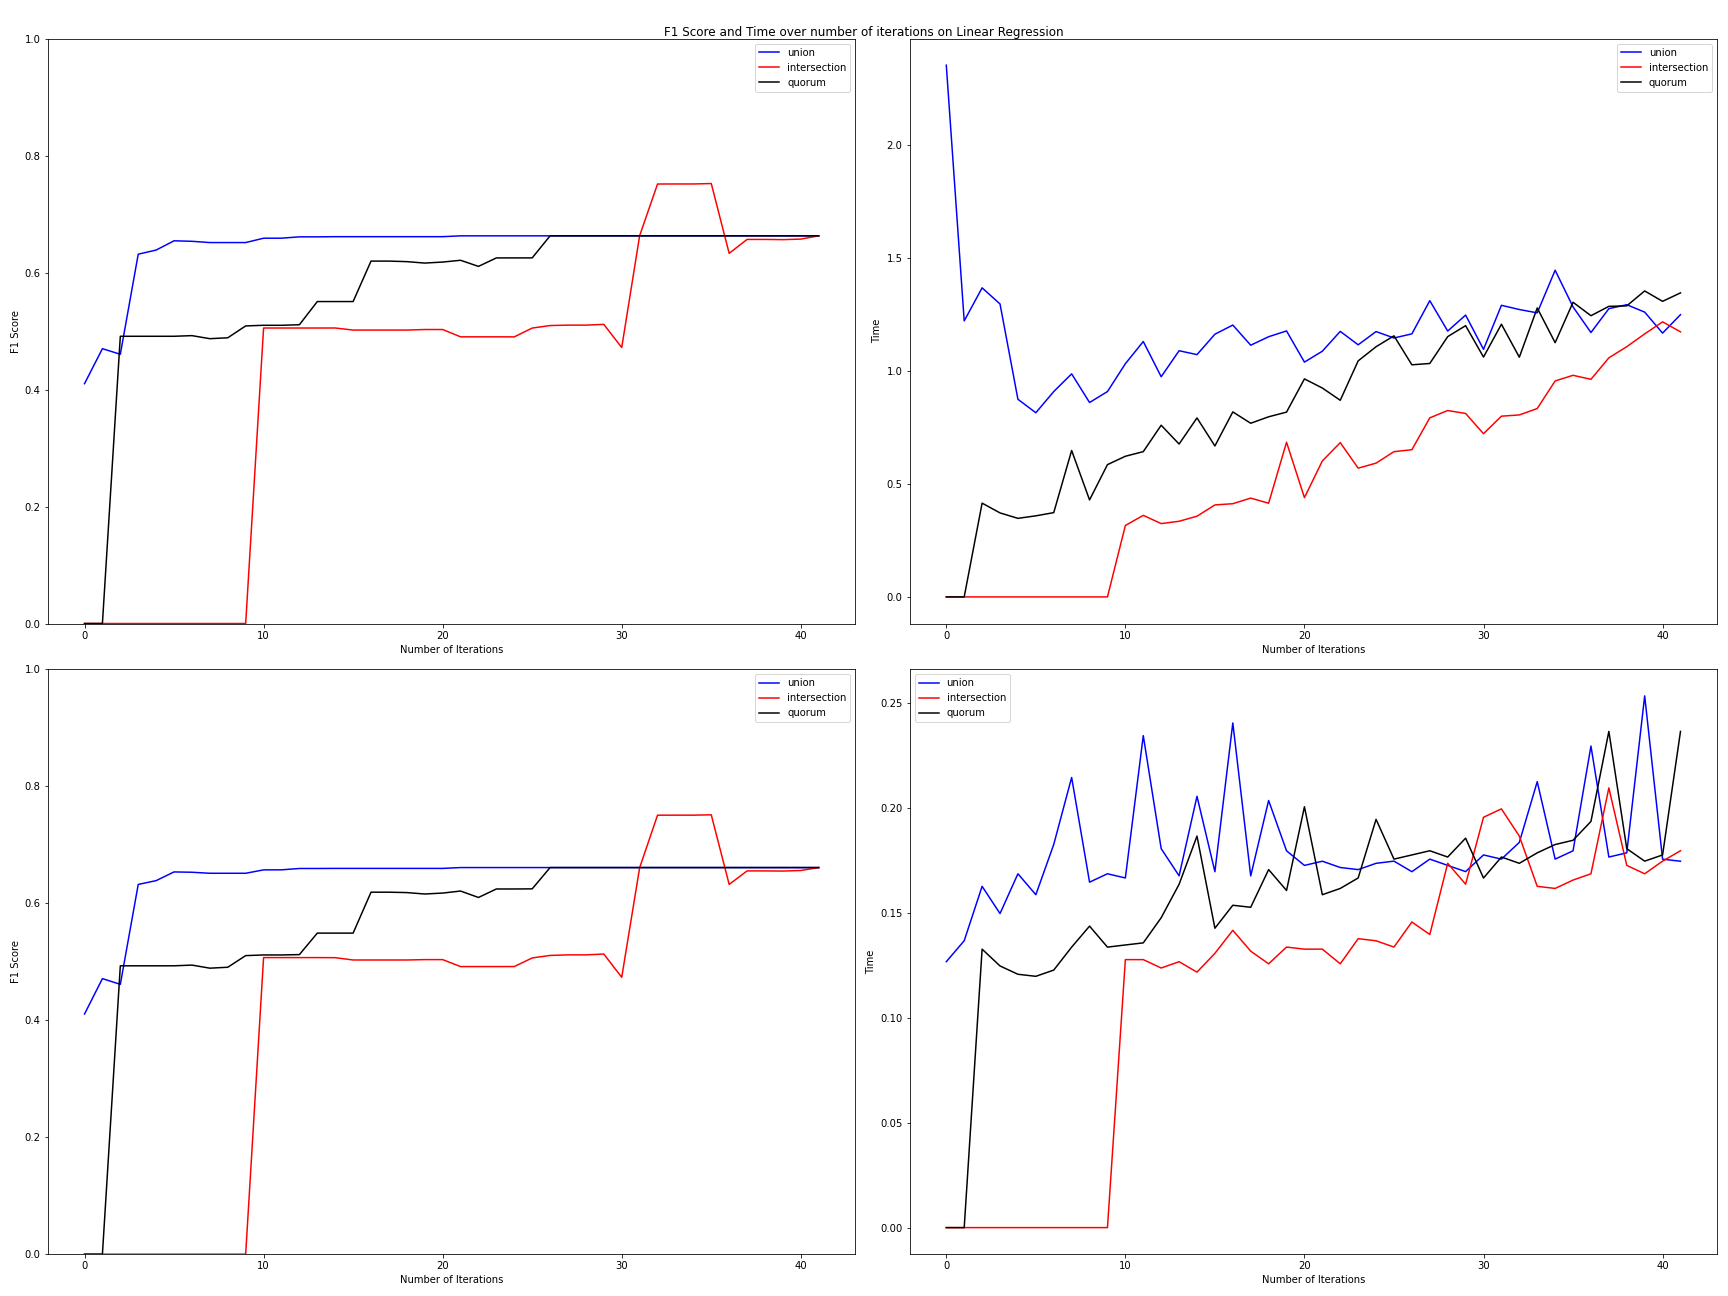 F1 Score and Time over number of iterations on Linear Regression
1.0
0.8
0.6
0.4
0.2
0.0
F1 Score
0
10
20
30
40
Number of Iterations
union
intersection
quorum
2.0
1.5
1.0
0.5
0.0
Time
0
10
20
30
40
Number of Iterations
union
intersection
quorum
1.0
0.8
0.6
0.4
0.2
0.0
F1 Score
0
10
20
30
40
Number of Iterations
union
intersection
quorum
0.25
0.20
0.15
0.10
0.05
0.00
Time
0
10
20
30
40
Number of Iterations
union
intersection
quorum